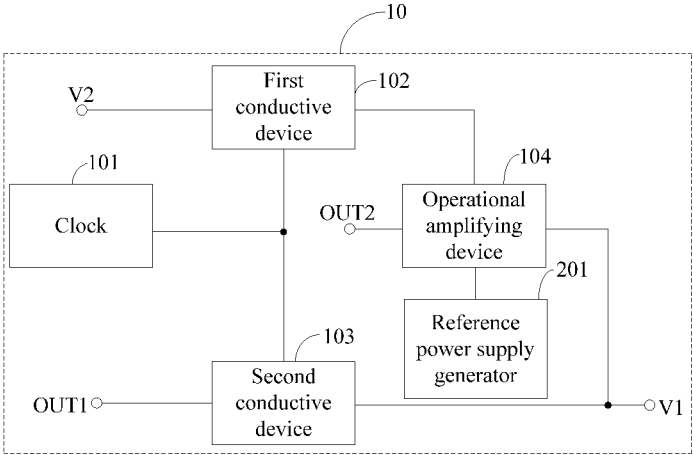 10
First
conductive
device
102
V2
101
Clock
104
Operational
amplifying
device
OUT2
201
Reference
power supply
generator
103
Second
conductive
device
OUT1
V1